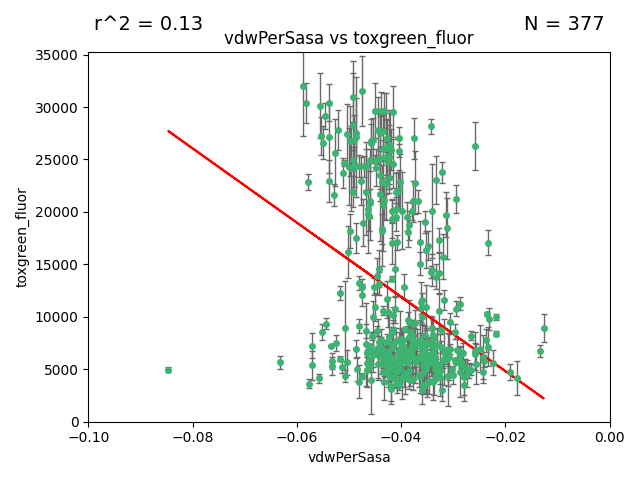 r^2 = 0.13
N = 377
vdwPerSasa vs toxgreen_fluor
35000
30000
25000
20000
15000
10000
5000
0
toxgreen_fluor
−0.10
−0.08
−0.06
−0.04
−0.02
0.00
vdwPerSasa